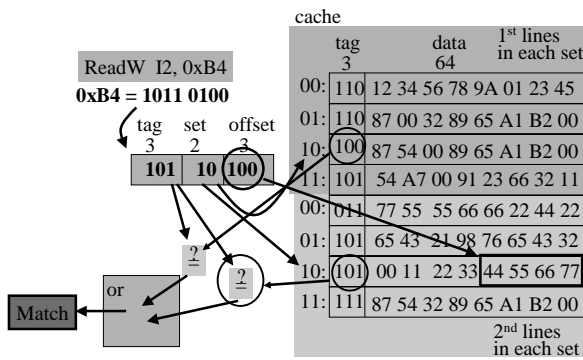 cache
tag data 1st lines
3 64 in each set
ReadW I2, 0xB4
0xB4 = 1011 0100
tag set offset
3 2 3
101 10 100
00: 110 12 34 56 78 9A 01 23 45
01: 110 87 00 32 89 65 A1 B2 00
10: 100 87 54 00 89 65 A1 B2 00
11: 101 54 A7 00 91 23 66 32 11
00: 011 77 55 55 66 66 22 44 22
01: 101 65 43 21 98 76 65 43 32
10: 101 00 11 22 33 44 55 66 77
11: 111 87 54 32 89 65 A1 B2 00
2nd lines
in each set
?
=
?
=
or
Match